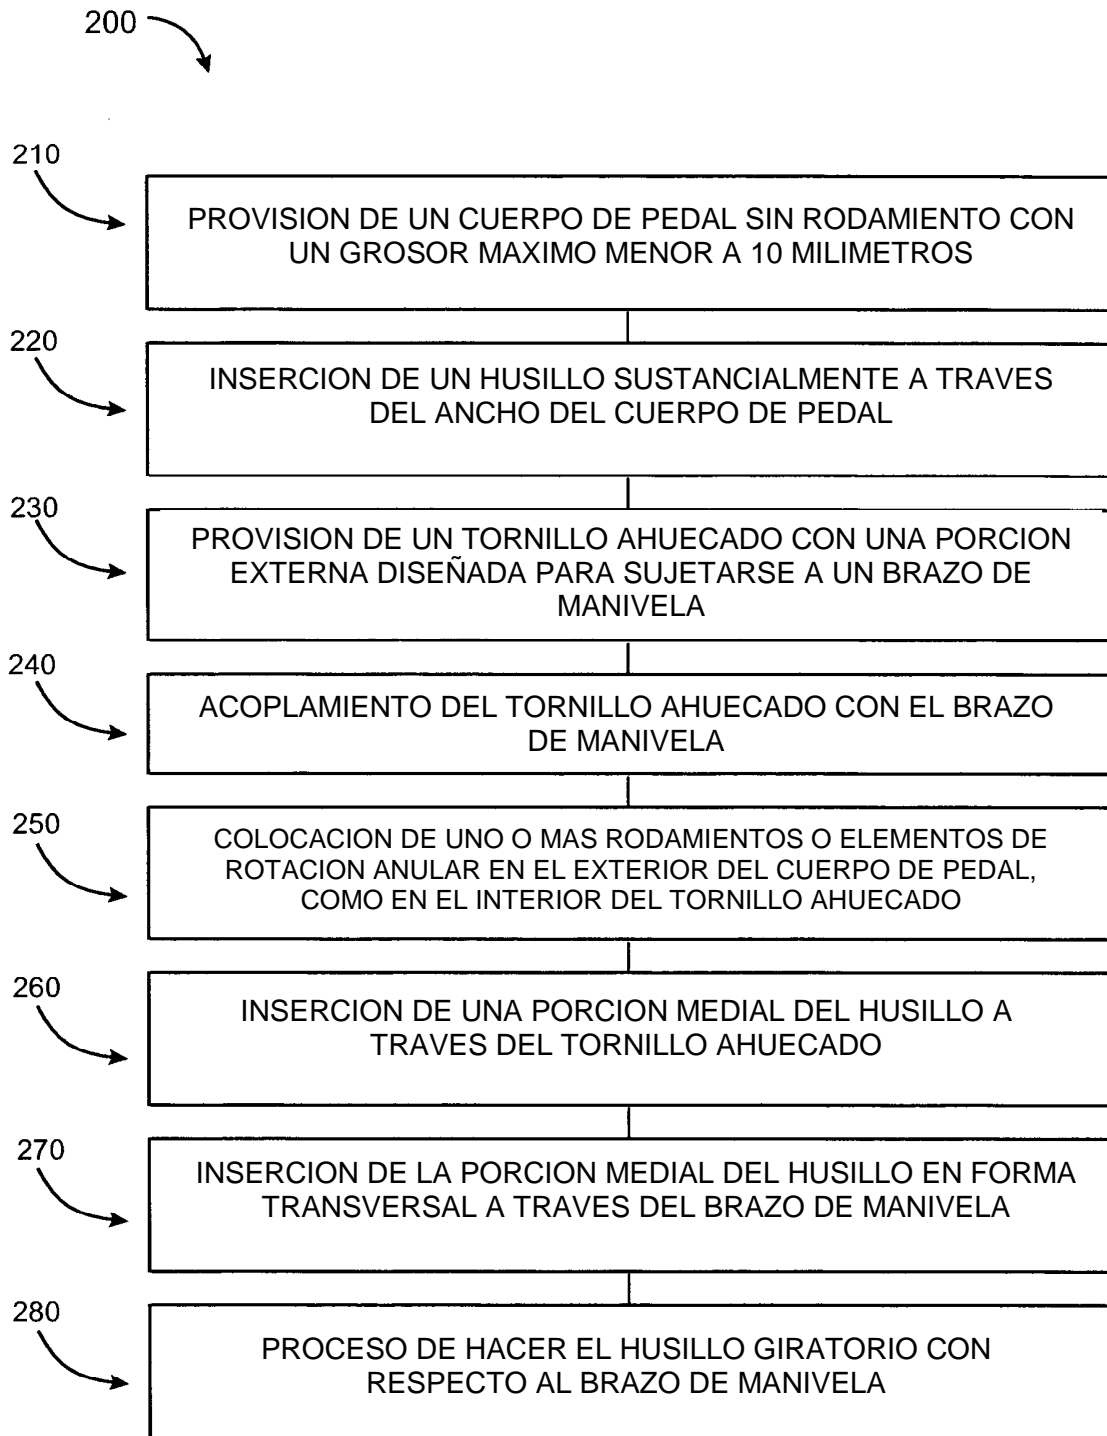 200
210
PROVISION DE UN CUERPO DE PEDAL SIN RODAMIENTO CON
UN GROSOR MAXIMO MENOR A 10 MILIMETROS
220
INSERCION DE UN HUSILLO SUSTANCIALMENTE A TRAVES
DEL ANCHO DEL CUERPO DE PEDAL
230
PROVISION DE UN TORNILLO AHUECADO CON UNA PORCION
EXTERNA DISEÑADA PARA SUJETARSE A UN BRAZO DE
MANIVELA
240
ACOPLAMIENTO DEL TORNILLO AHUECADO CON EL BRAZO
DE MANIVELA
250
COLOCACION DE UNO O MAS RODAMIENTOS O ELEMENTOS DE
ROTACION ANULAR EN EL EXTERIOR DEL CUERPO DE PEDAL,
COMO EN EL INTERIOR DEL TORNILLO AHUECADO
260
INSERCION DE UNA PORCION MEDIAL DEL HUSILLO A
TRAVES DEL TORNILLO AHUECADO
270
INSERCION DE LA PORCION MEDIAL DEL HUSILLO EN FORMA
TRANSVERSAL A TRAVES DEL BRAZO DE MANIVELA
280
PROCESO DE HACER EL HUSILLO GIRATORIO CON
RESPECTO AL BRAZO DE MANIVELA